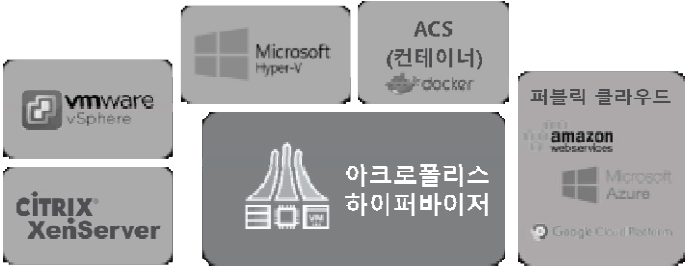 vmware
vSphere
CITRIX®
XenServer
Microsoft
Hyper-V
ACS
(컨테이너)
docker
아크로폴리스
하이퍼바이저
VM
퍼블릭 클라우드
amazon
webservices
Microsoft
Azure
Google Cloud Platform